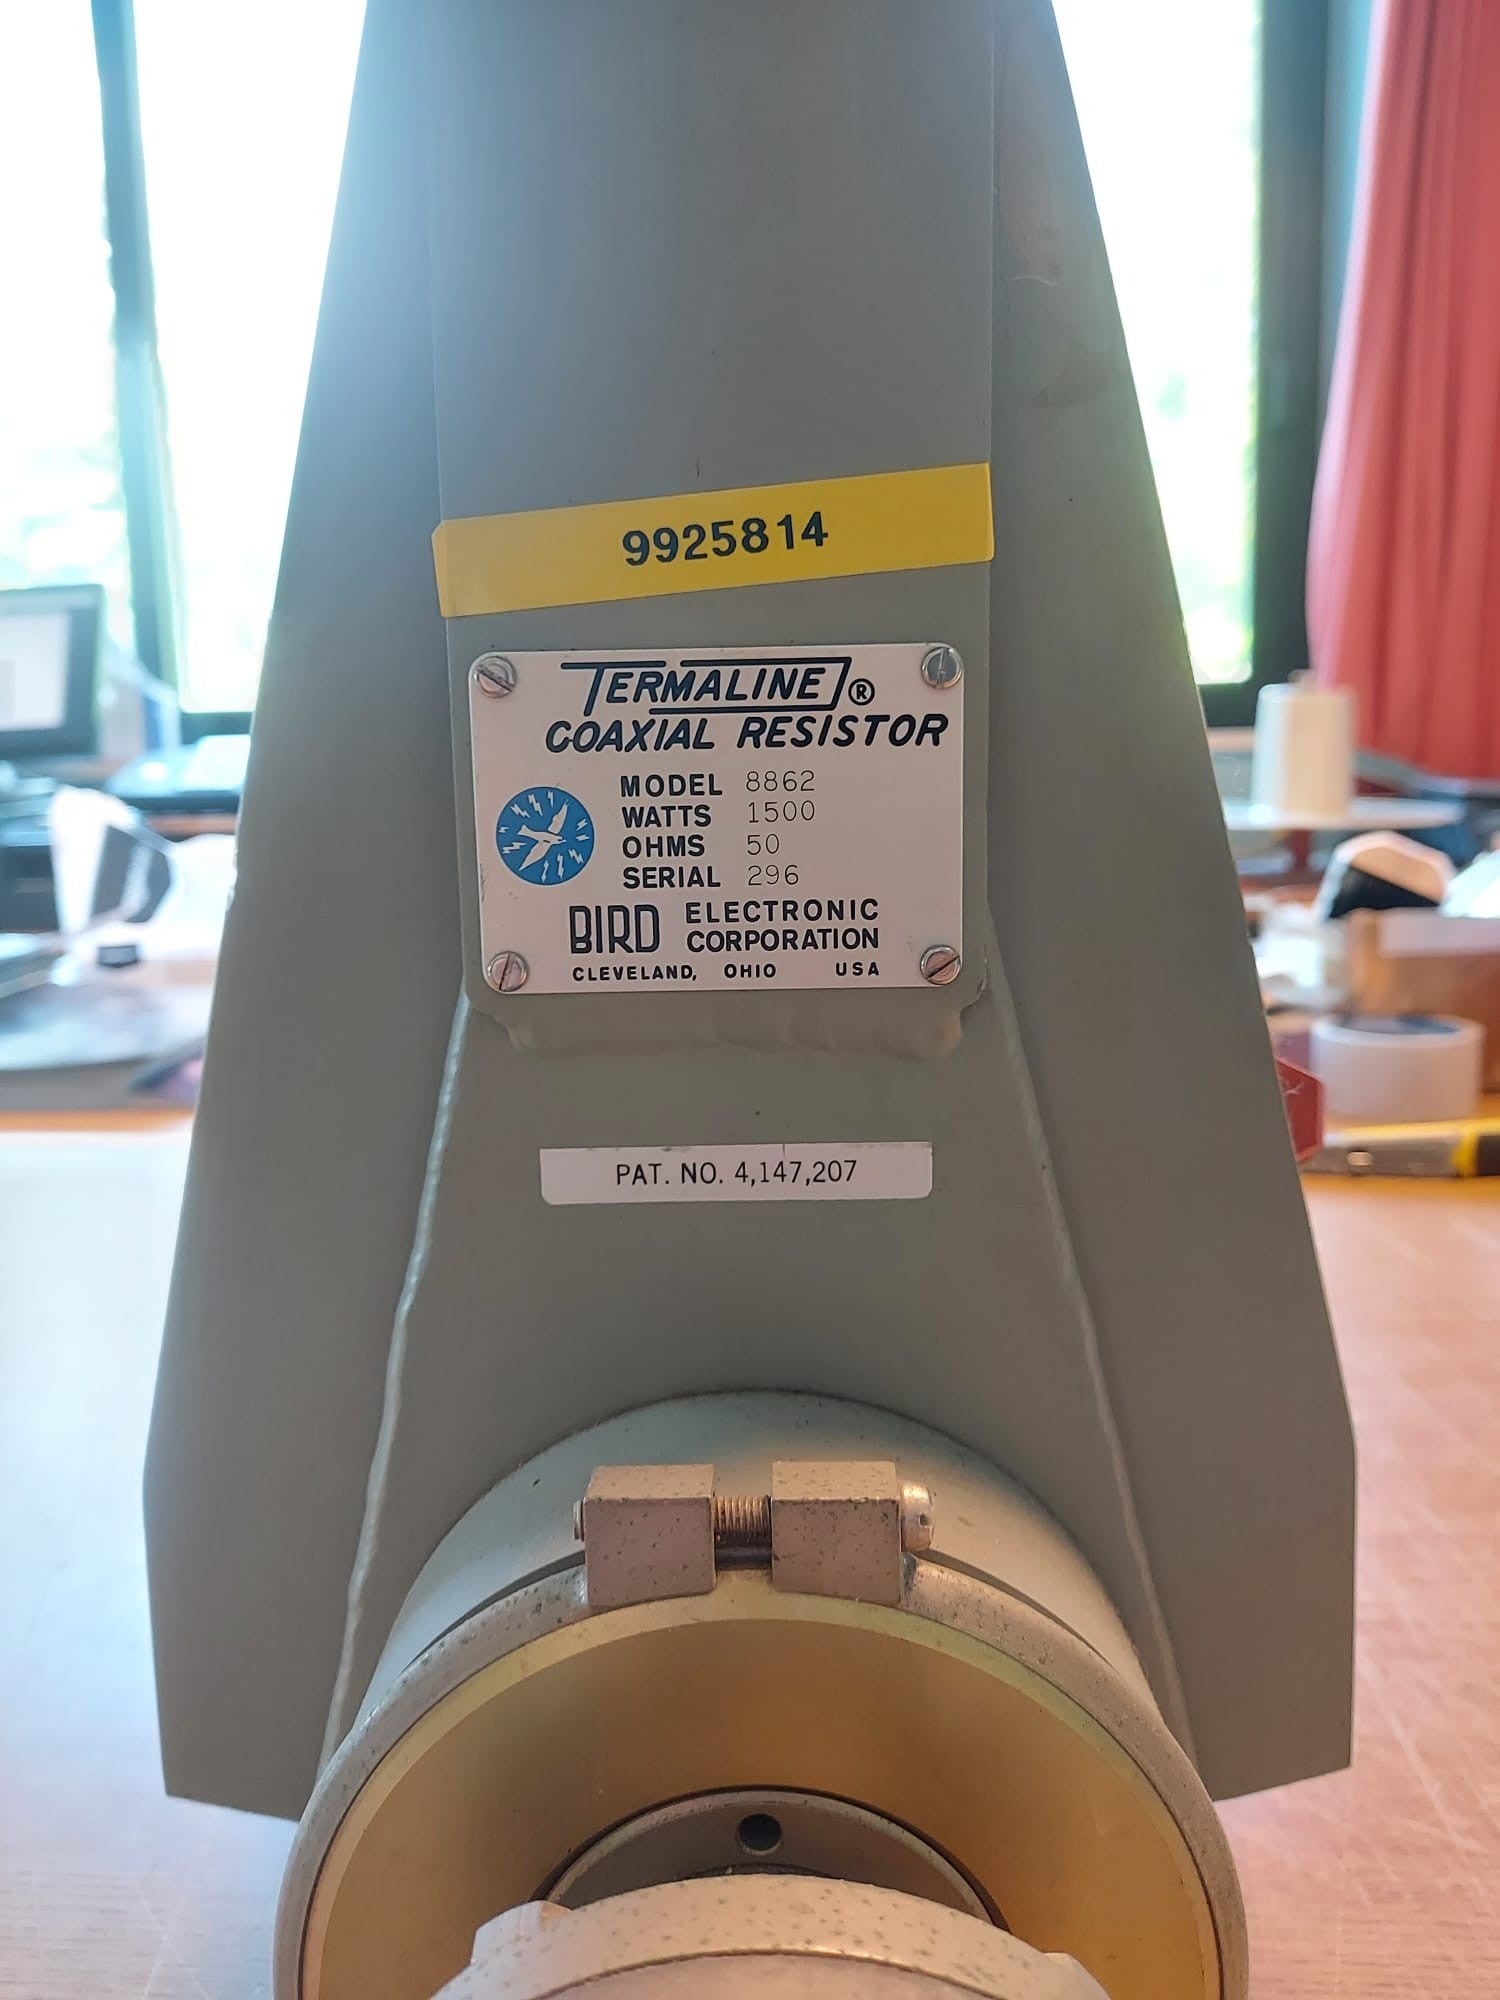 9925814
TERMALINE®
COAXIAL RESISTOR
MODEL 8862
WATTS 1500
OHMS 50
SERIAL 296
BIRD ELECTRONIC
CORPORATION
CLEVELAND, OHIO USA
PAT. NO. 4,147,207